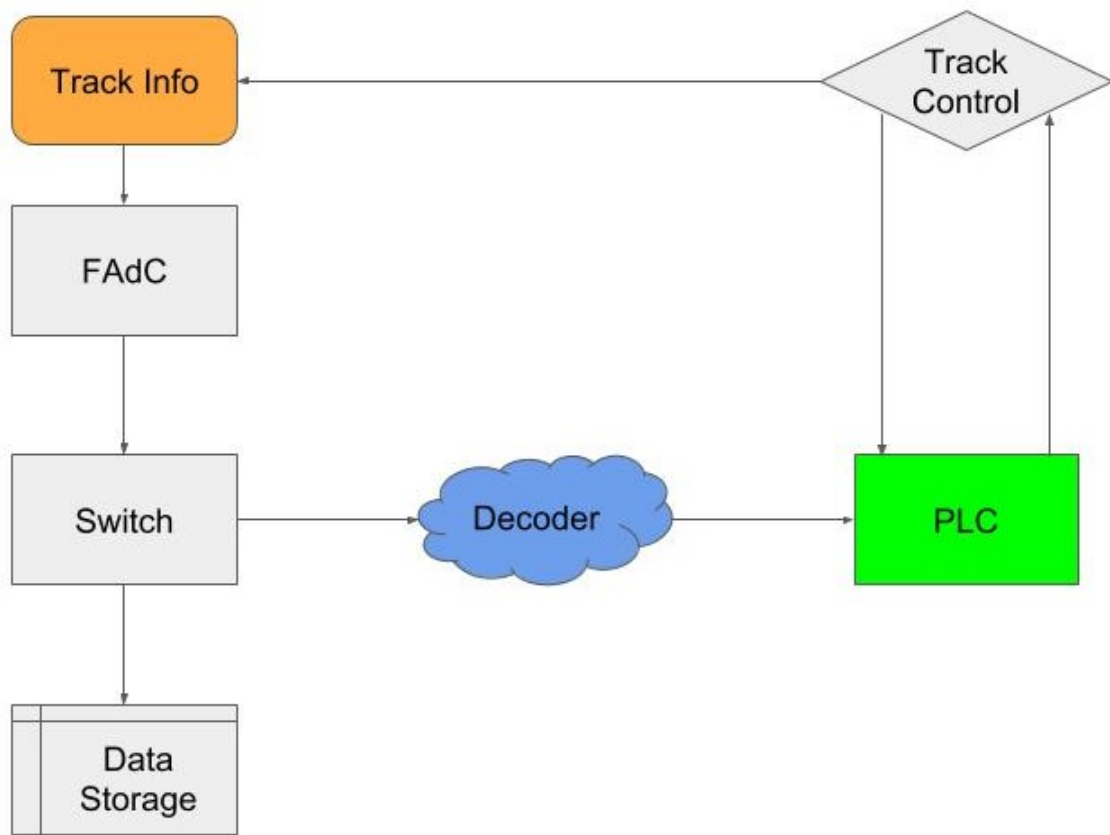 Track Info
Track
Control
FAdC
Switch
Decoder
PLC
Data
Storage